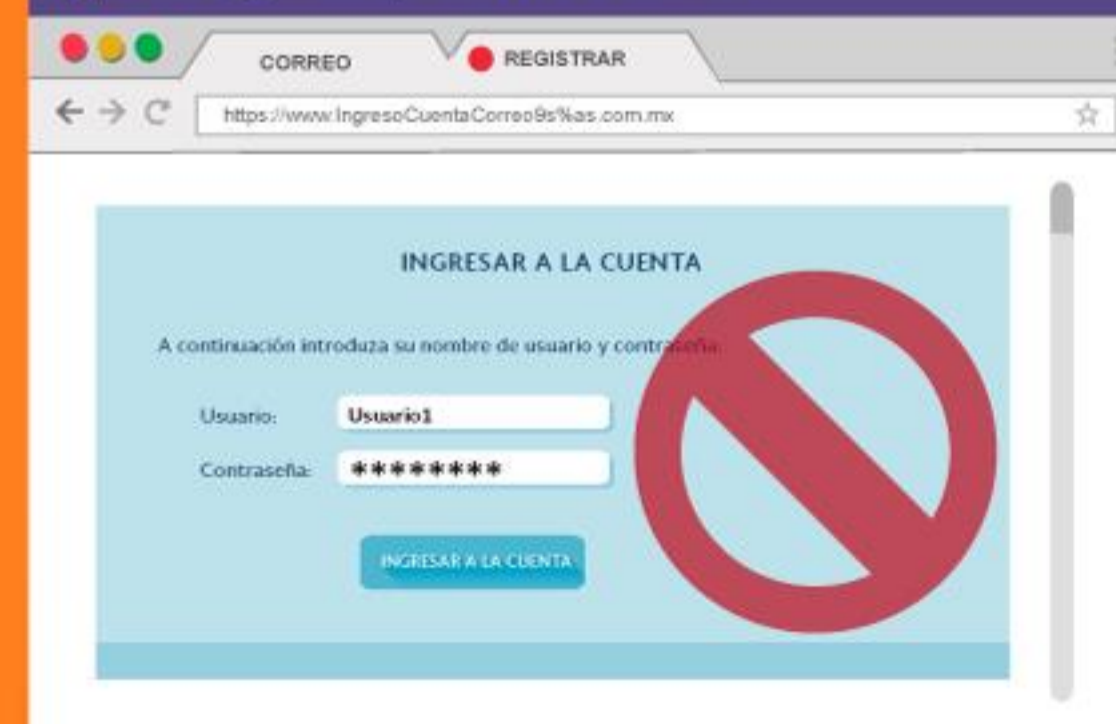 CORREO
REGISTRAR
https://www.IngresoCuentaCorreo9s%as.com.mx
INGRESAR A LA CUENTA
A continuación introduza su nombre de usuario y contraseña:
Usuario:
Usuario1
Contraseña:
********
INGRESAR A LA CUENTA